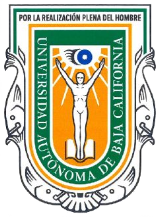 POR LA REALIZACIÓN PLENA DEL HOMBRE
UNIVERSIDAD AUTÓNOMA DE BAJA CALIFORNIA